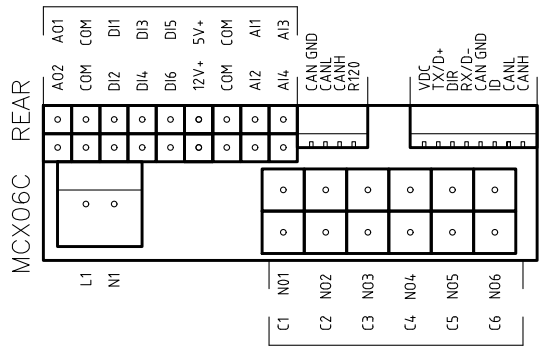 AO1 COM DI1 DI3 DI5 5V+ COM AI1 AI3
AO2 COM DI2 DI4 DI6 12V+ COM AI2 AI4
CAN GND
CANL
CANH
R120
VDC
TX/D+
DIR
RX/D-
CAN GND
ID
CANL
CANH
MCX06C REAR
L1 N1
NO1 NO2 NO3 NO4 NO5 NO6
C1 C2 C3 C4 C5 C6